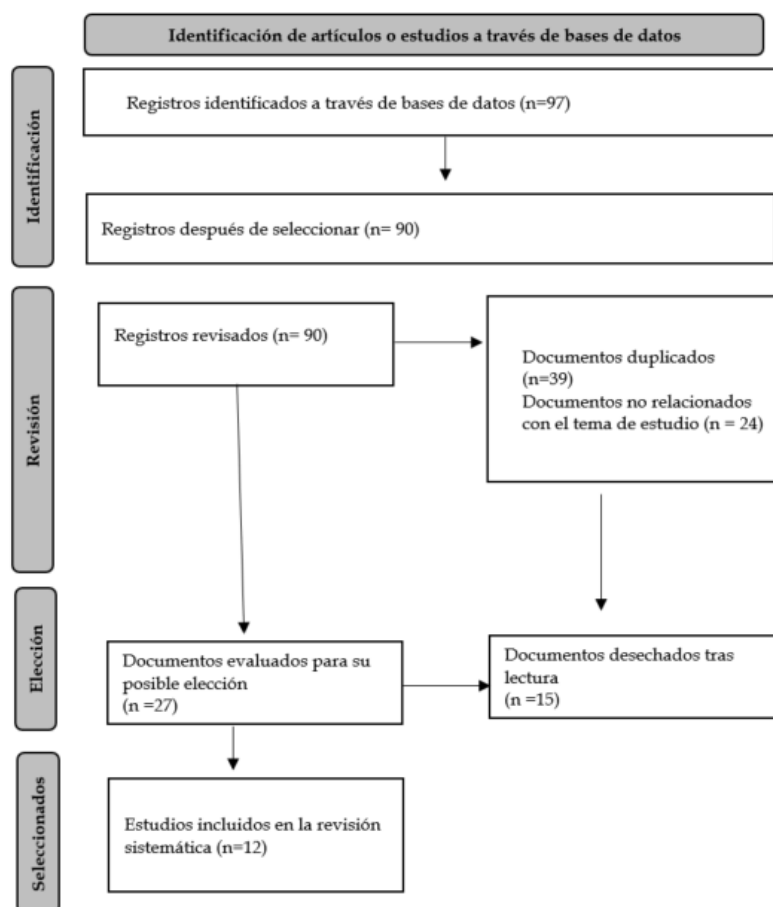 Identificación de artículos o estudios a través de bases de datos
Identificación
Registros identificados a través de bases de datos (n=97)
Registros después de seleccionar (n= 90)
Revisión
Registros revisados (n= 90)
Documentos duplicados
(n=39)
Documentos no relacionados
con el tema de estudio (n = 24)
Elección
Documentos evaluados para su
posible elección
(n =27)
Documentos desechados tras
lectura
(n =15)
Seleccionados
Estudios incluidos en la revisión
sistemática (n=12)